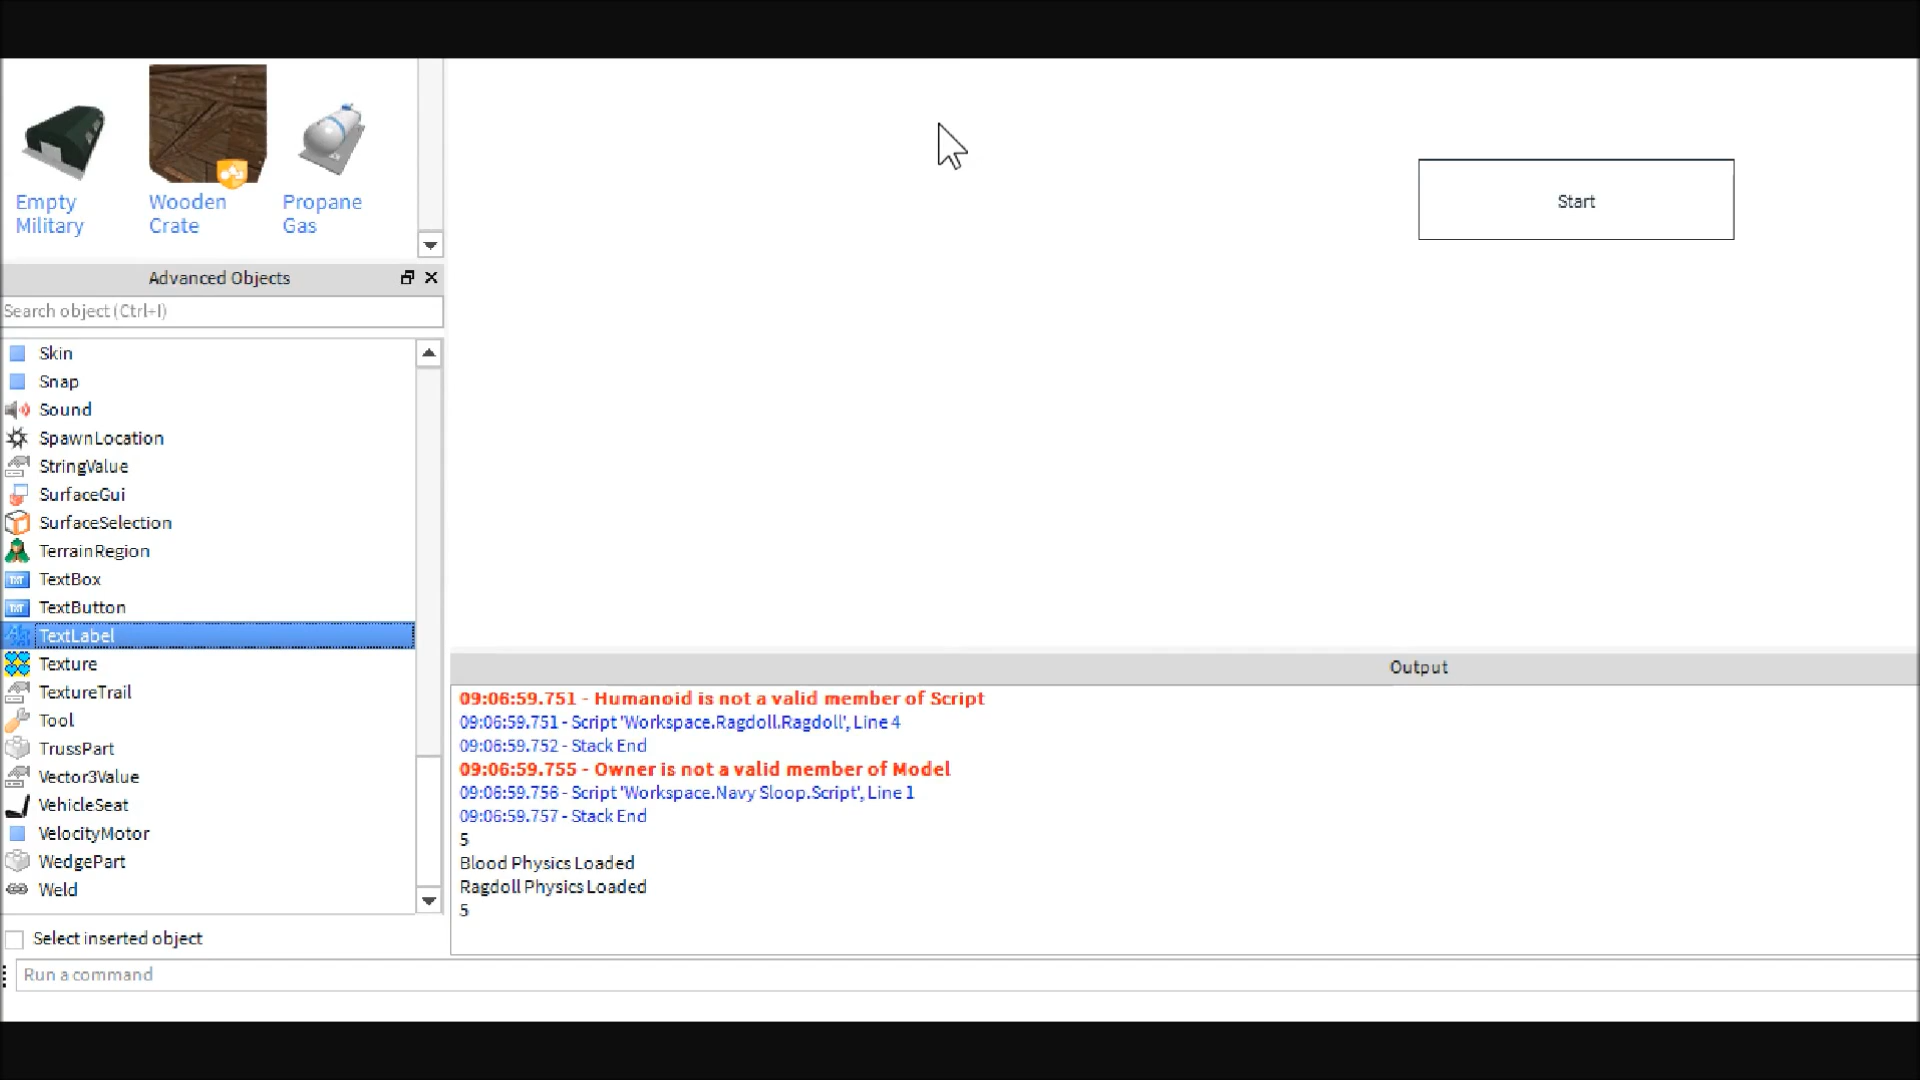 Empty
Military
Wooden
Crate
Propane
Gas
Start
Advanced Objects
Search object (Ctrl+I)
Skin
Snap
Sound
SpawnLocation
StringValue
SurfaceGui
SurfaceSelection
TerrainRegion
TextBox
TextButton
TextLabel
Texture
TextureTrail
Tool
TrussPart
Vector3Value
VehicleSeat
VelocityMotor
WedgePart
Weld
Select inserted object
Run a command
Output
09:06:59.751 - Humanoid is not a valid member of Script
09:06:59.751 - Script 'Workspace.Ragdoll.Ragdoll', Line 4
09:06:59.752 - Stack End
09:06:59.755 - Owner is not a valid member of Model
09:06:59.756 - Script 'Workspace.Navy Sloop.Script', Line 1
09:06:59.757 - Stack End
5
Blood Physics Loaded
Ragdoll Physics Loaded
5